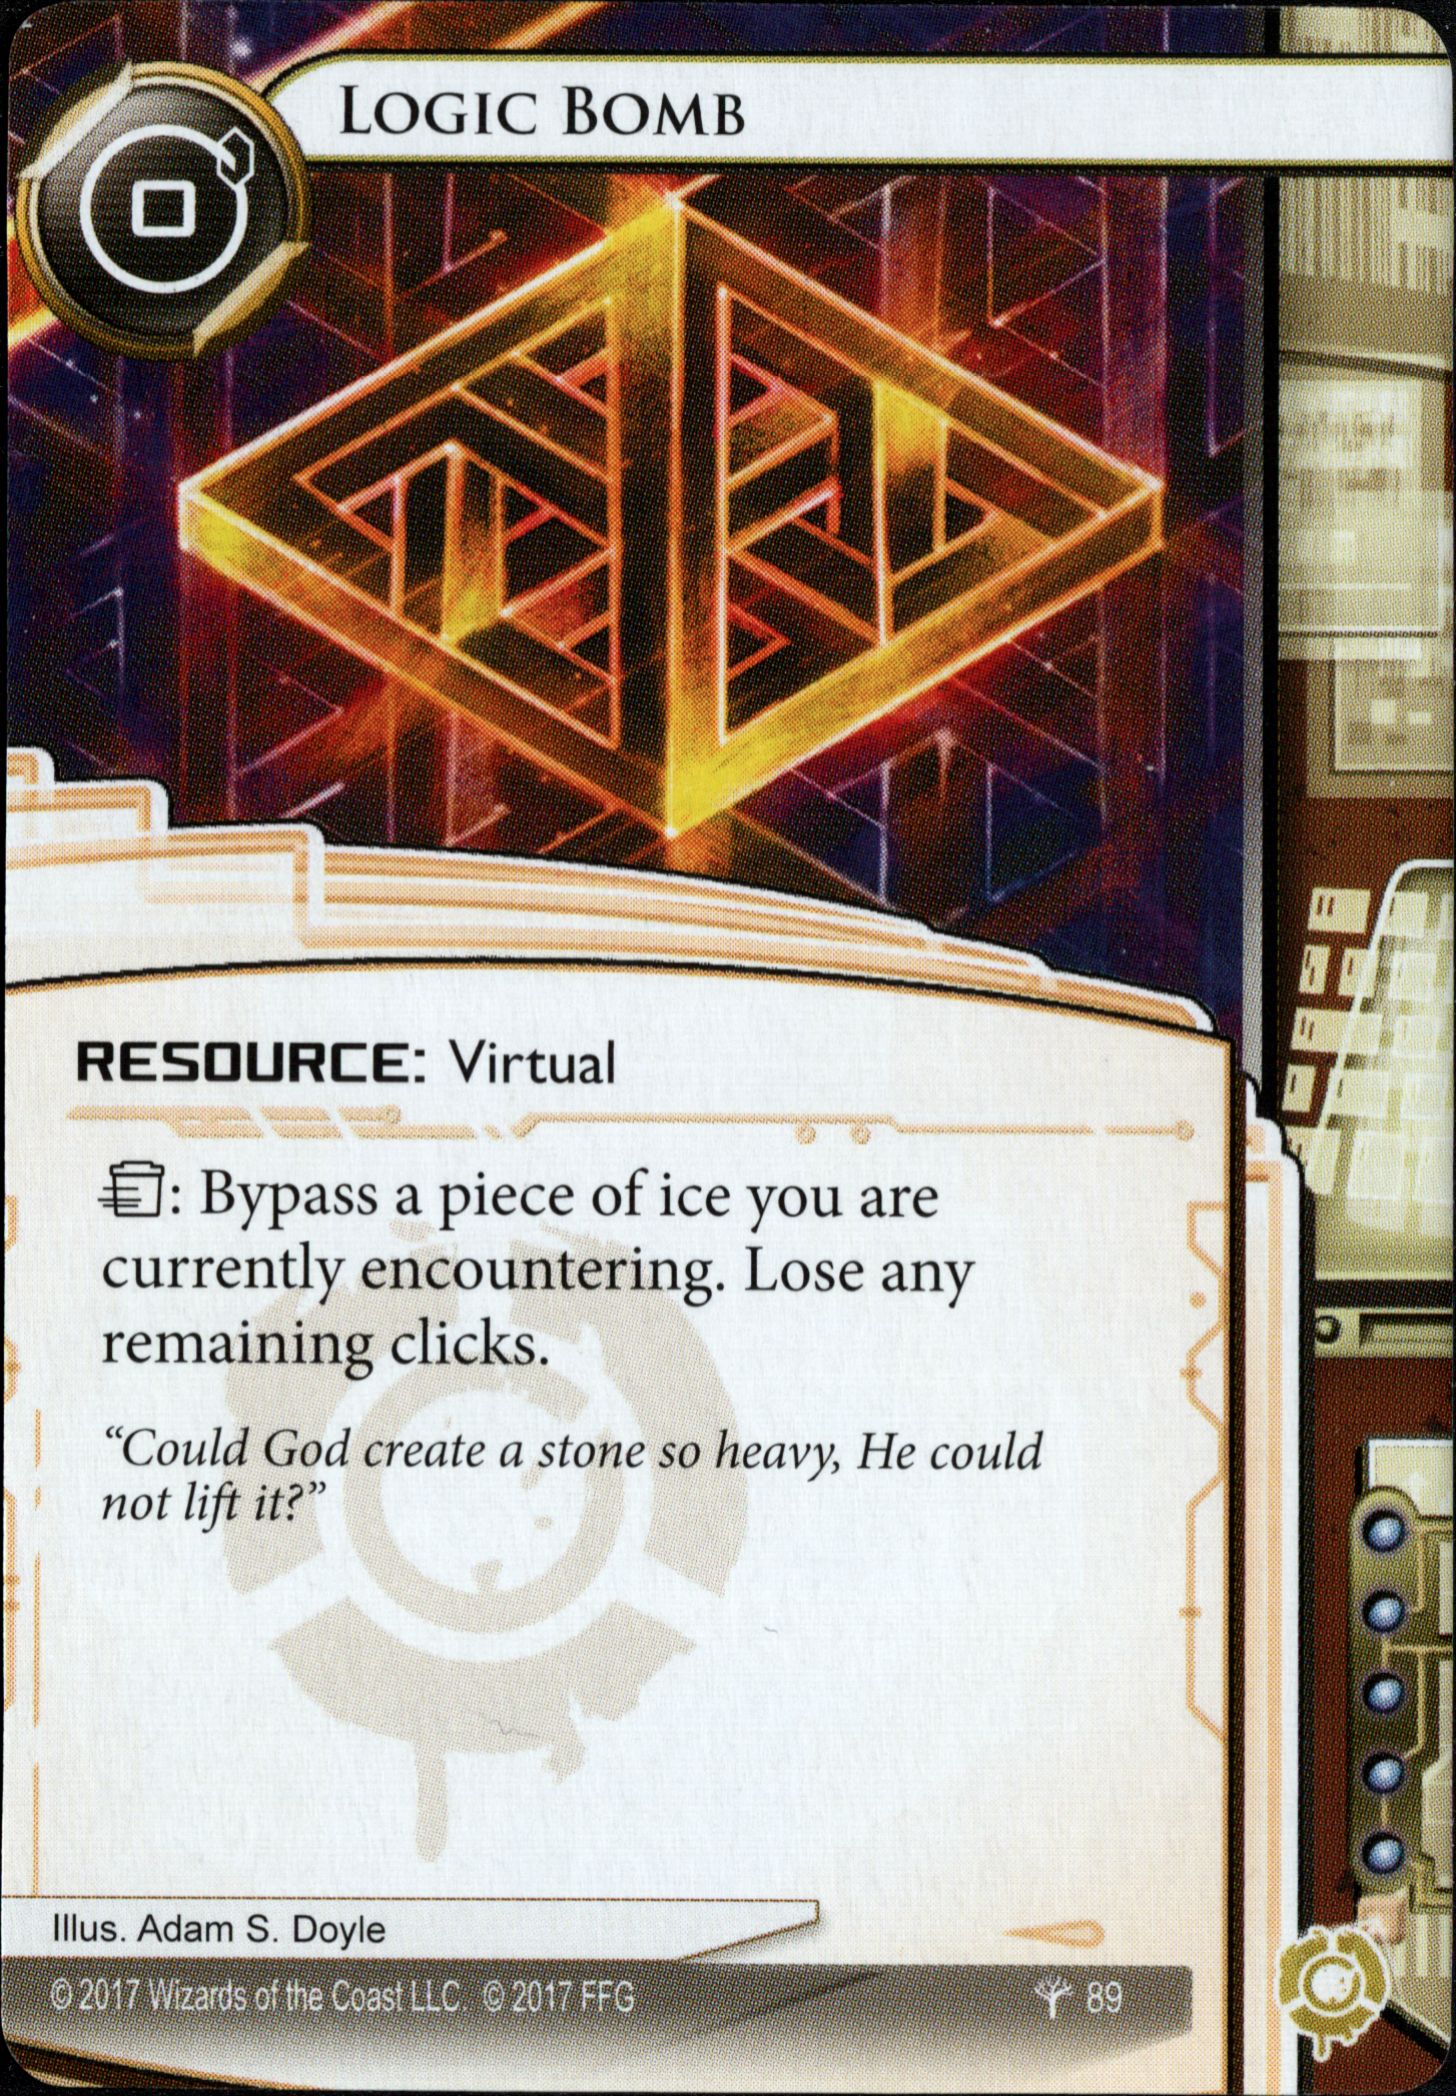 0
LOGIC BOMB
RESOURCE: Virtual
: Bypass a piece of ice you are
currently encountering. Lose any
remaining clicks.
“Could God create a stone so heavy, He could
not lift it?”
Illus. Adam S. Doyle
© 2017 Wizards of the Coast LLC. © 2017 FFG
89